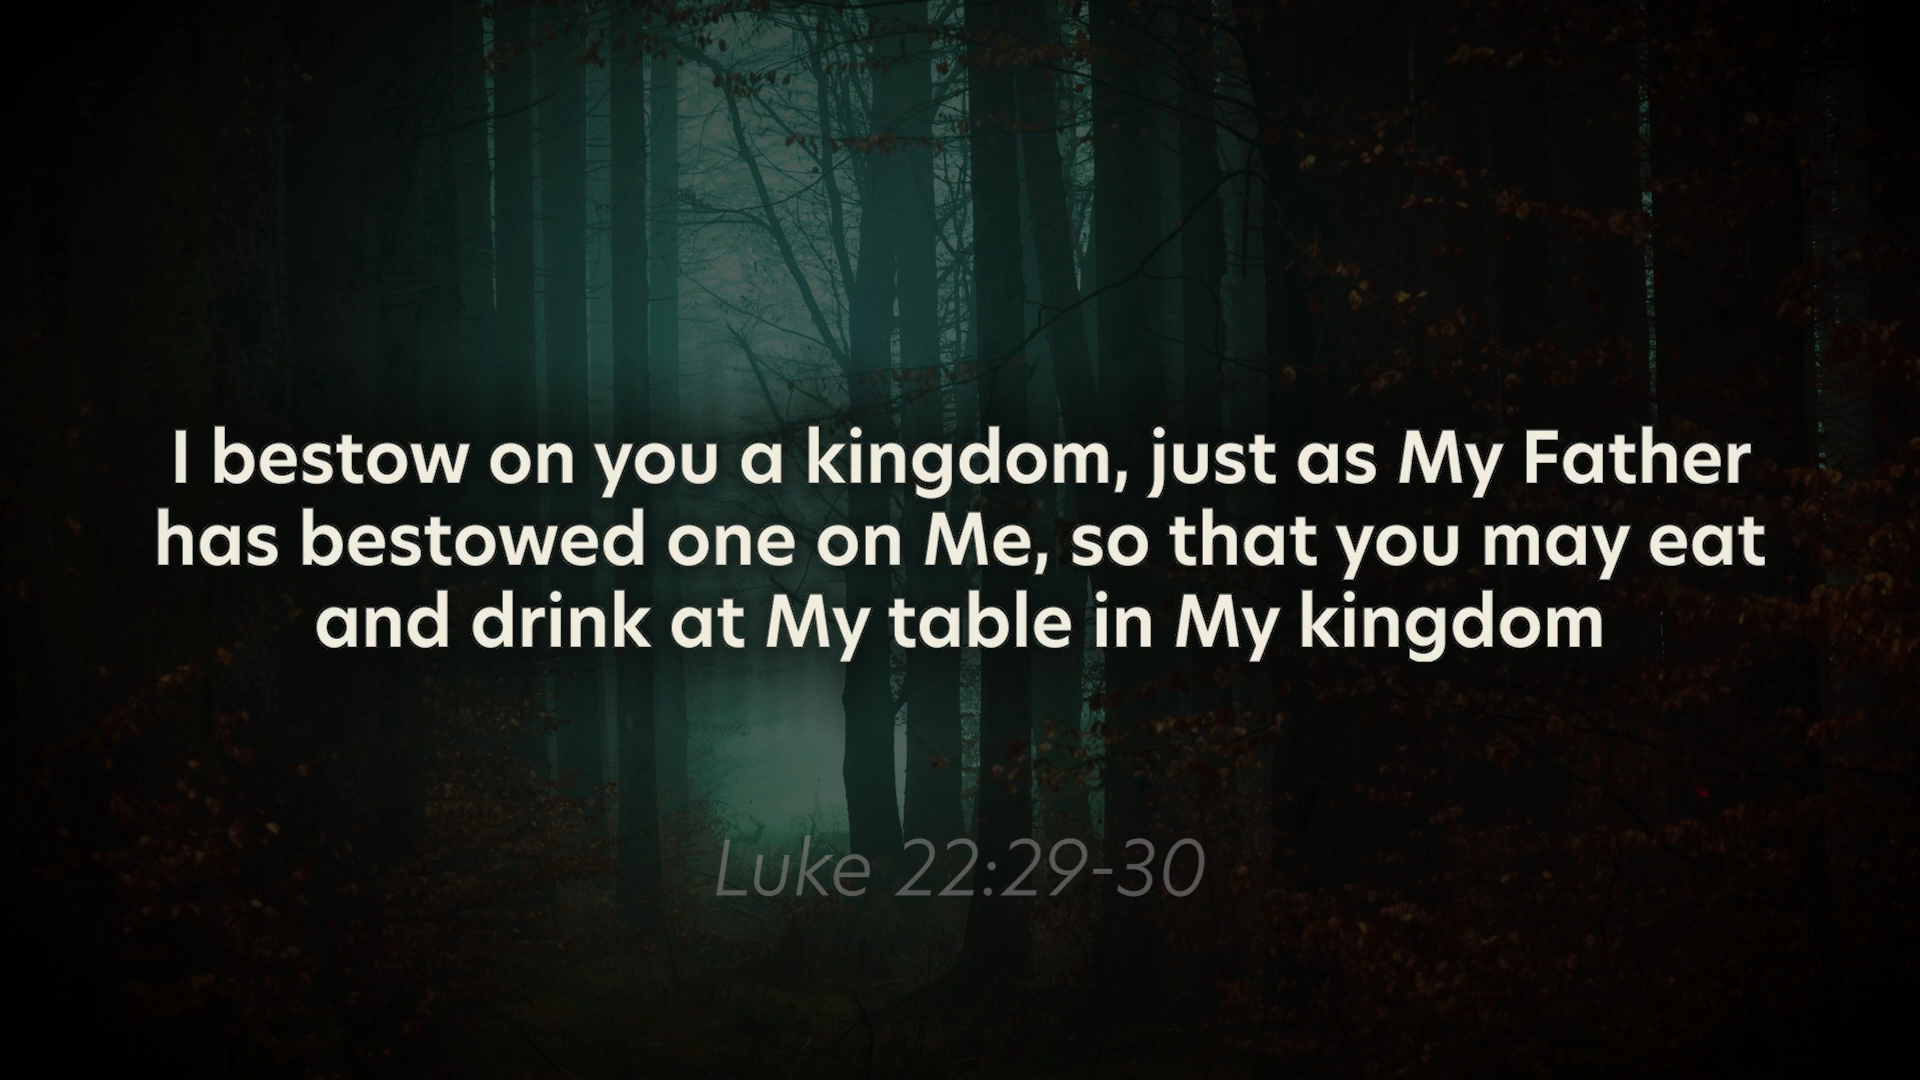 I bestow on you a kingdom, just as My Father
has bestowed one on Me, so that you may eat
and drink at My table in My kingdom
Luke 22:29-30